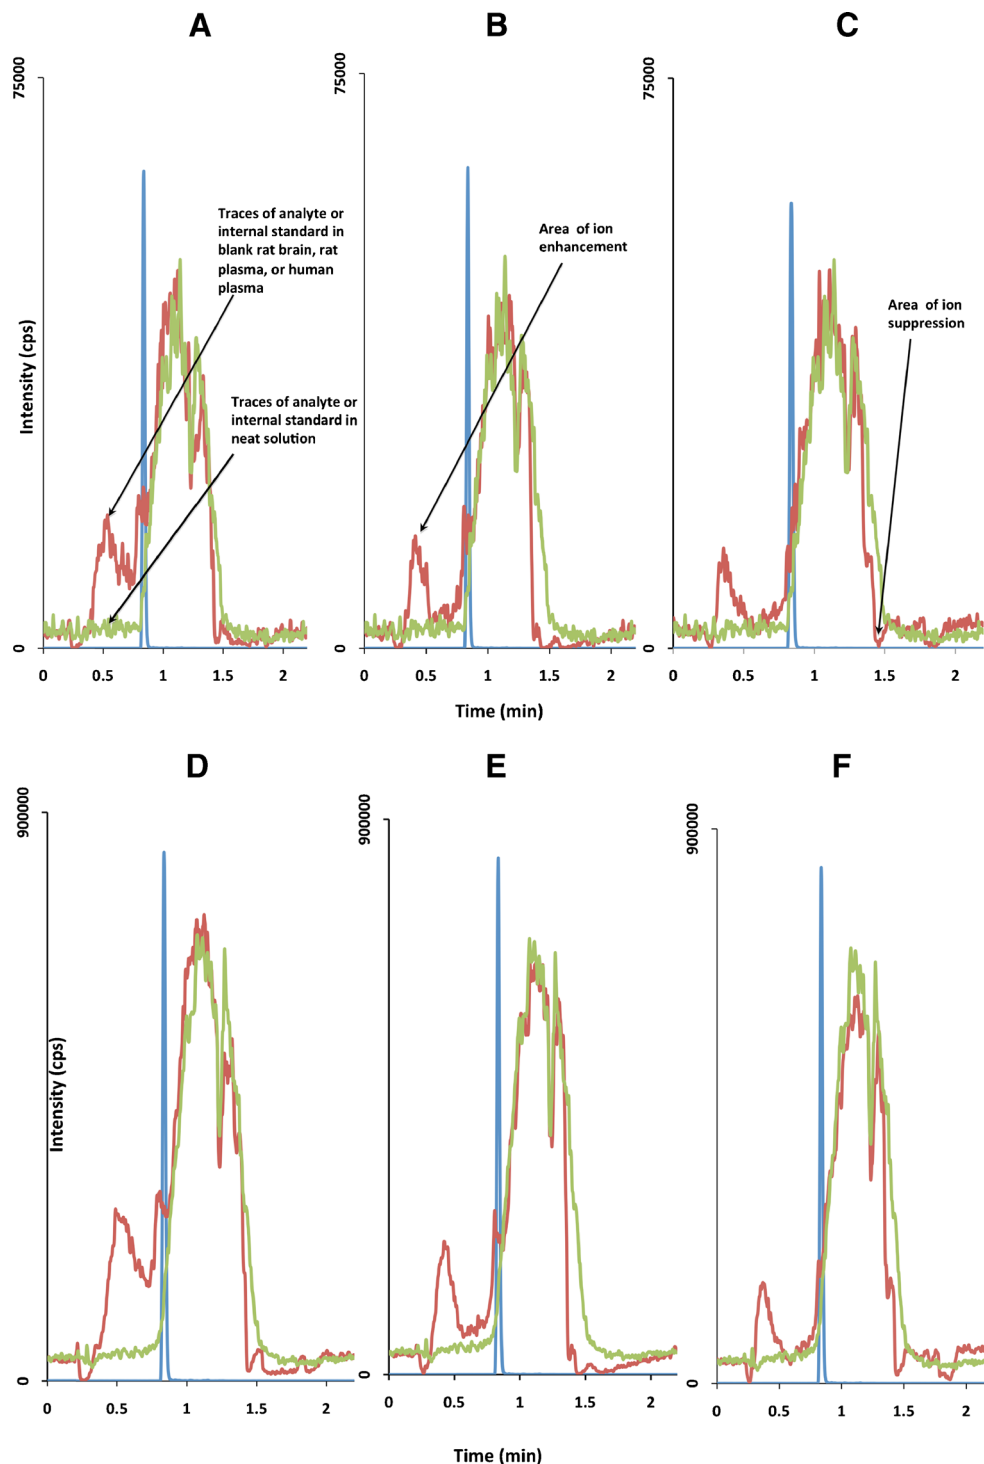 A
B
C
75000
75000
75000
Traces of analyte or
internal standard in
blank rat brain, rat
plasma, or human
plasma
Area of ion
enhancement
Area of ion
suppression
Intensity (cps)
Traces of analyte or
internal standard in
neat solution
0
0
0
0 0.5 1 1.5 2
0 0.5 1 1.5 2
0 0.5 1 1.5 2
Time (min)
D
E
F
900000
900000
900000
Intensity (cps)
0
0
0
0 0.5 1 1.5 2
0 0.5 1 1.5 2
0 0.5 1 1.5 2
Time (min)